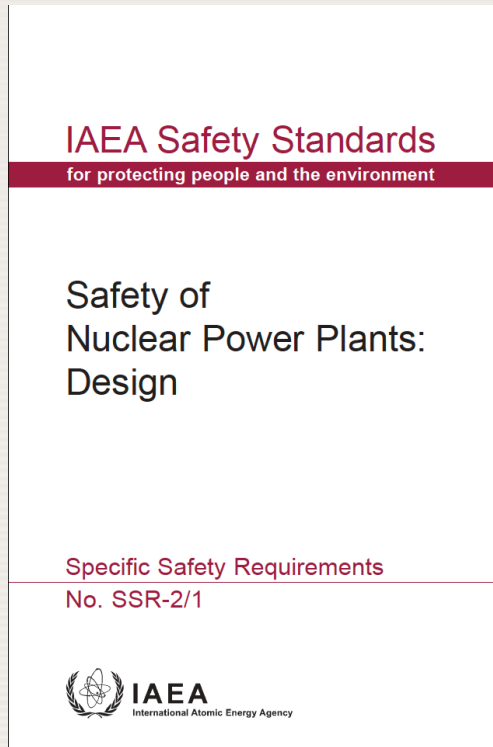 IAEA Safety Standards
for protecting people and the environment
Safety of
Nuclear Power Plants:
Design
Specific Safety Requirements
No. SSR-2/1
IAEA
International Atomic Energy Agency